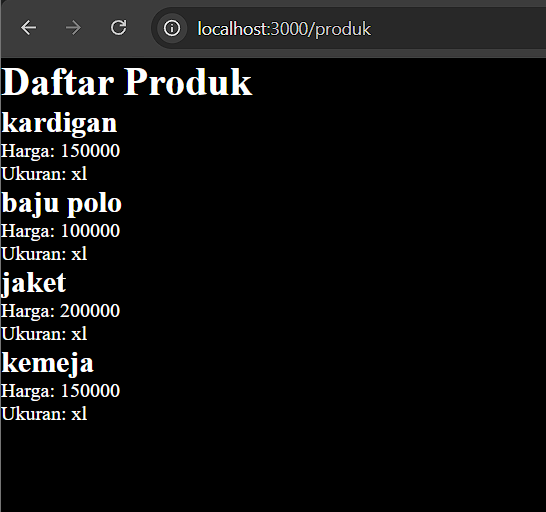 localhost:3000/produk
Daftar Produk
kardigan
Harga: 150000
Ukuran: xl
baju polo
Harga: 100000
Ukuran: xl
jaket
Harga: 200000
Ukuran: xl
kemeja
Harga: 150000
Ukuran: xl